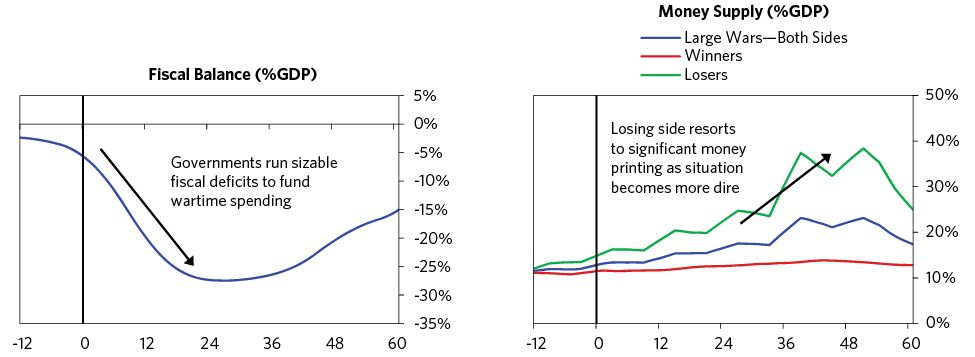 Fiscal Balance (%GDP)
5%
0%
-5%
-10%
-15%
-20%
-25%
-30%
-35%
Governments run sizable
fiscal deficits to fund
wartime spending
-12 0 12 24 36 48 60
Money Supply (%GDP)
Large Wars—Both Sides
Winners
Losers
50%
40%
30%
20%
10%
0%
Losing side resorts
to significant money
printing as situation
becomes more dire
-12 0 12 24 36 48 60